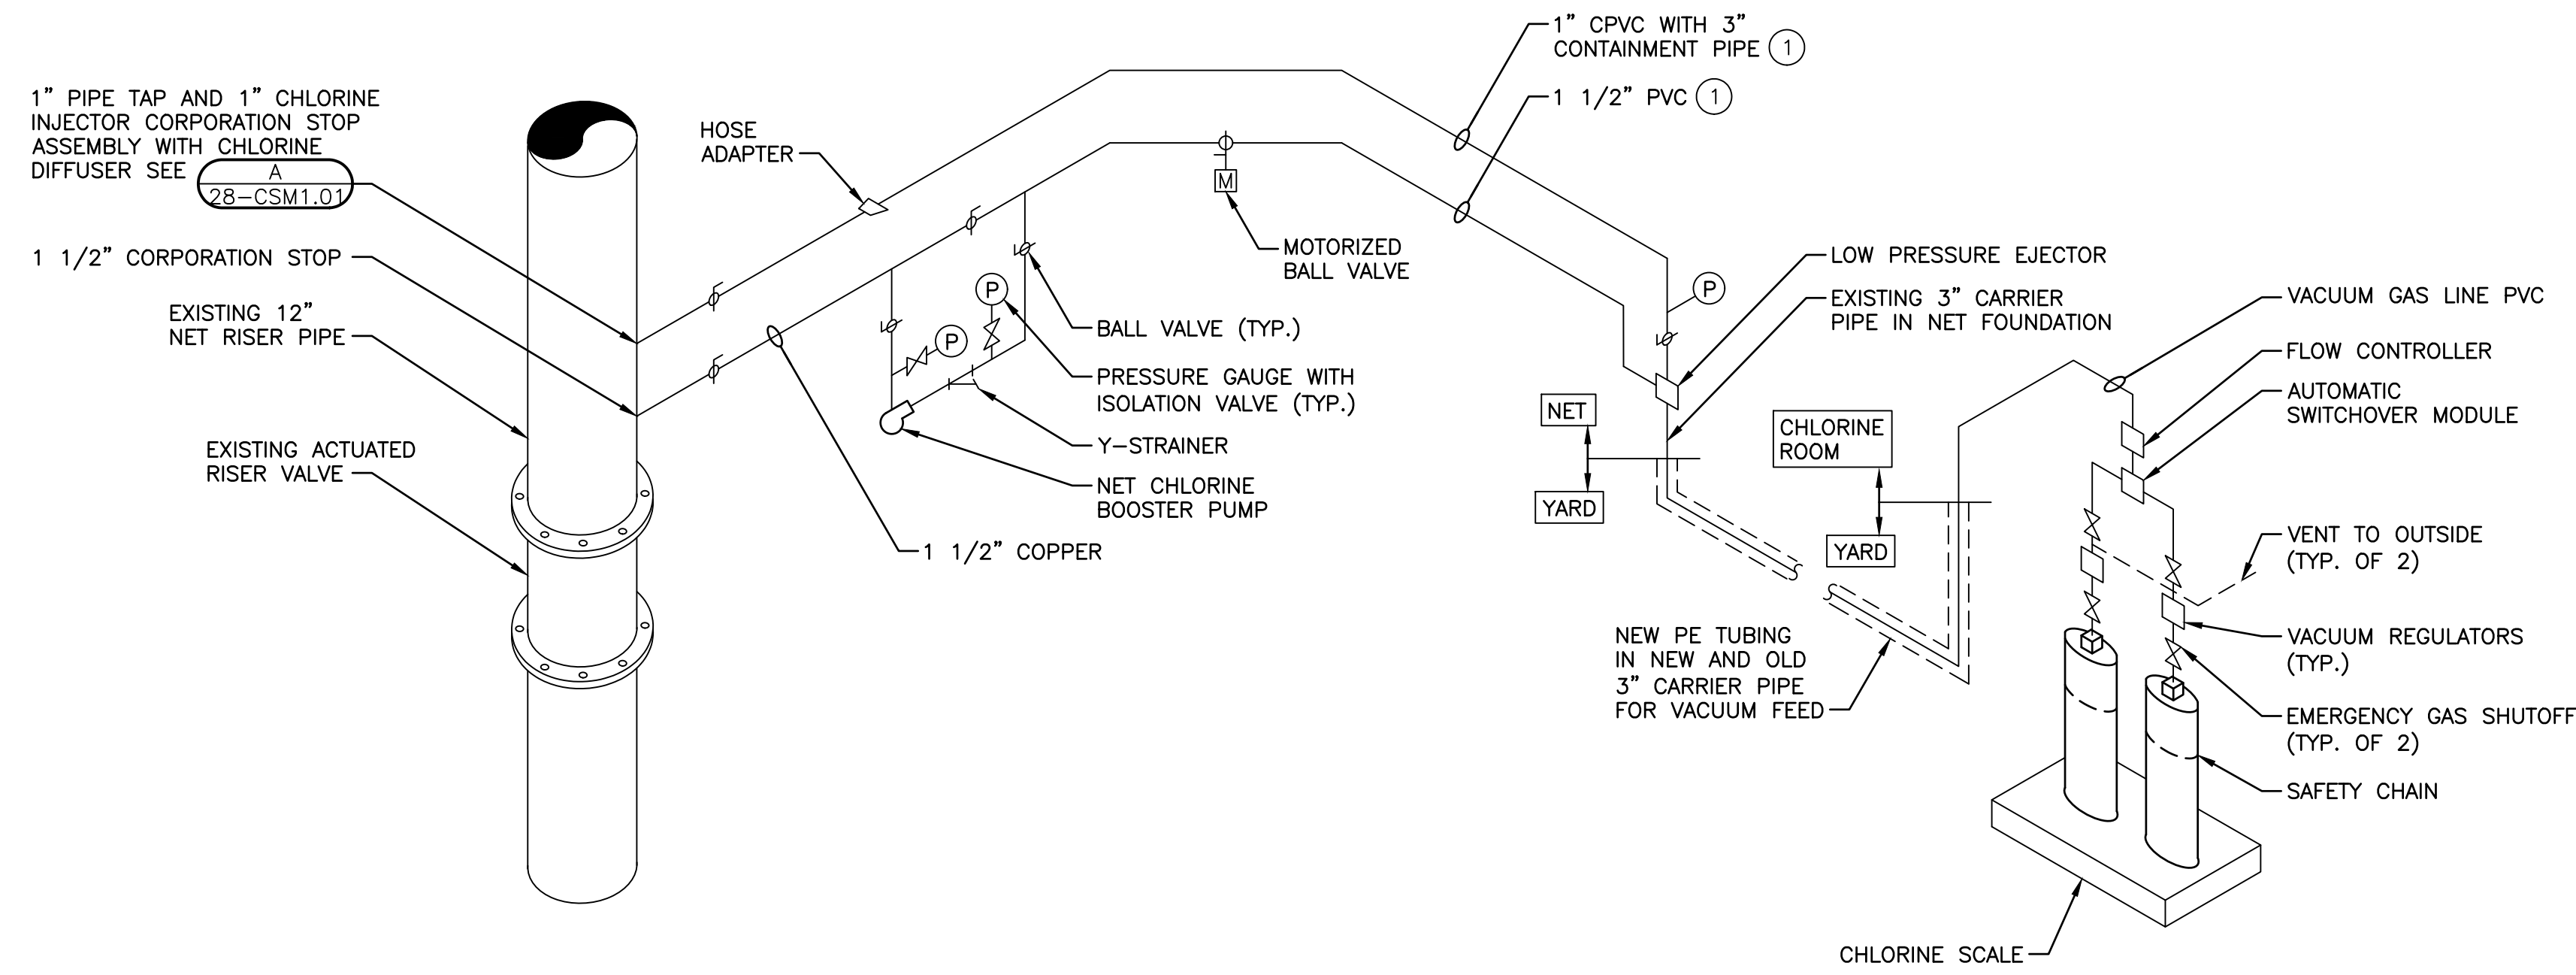 1” CPVC WITH 3”
CONTAINMENT PIPE 1
1 1/2” PVC 1
1” PIPE TAP AND 1” CHLORINE
INJECTOR CORPORATION STOP
ASSEMBLY WITH CHLORINE
DIFFUSER SEE
A
28-CSM1.01
HOSE
ADAPTER
1 1/2” CORPORATION STOP
EXISTING 12”
NET RISER PIPE
EXISTING ACTUATED
RISER VALVE
M
MOTORIZED
BALL VALVE
P
P
BALL VALVE (TYP.)
PRESSURE GAUGE WITH
ISOLATION VALVE (TYP.)
Y-STRAINER
NET CHLORINE
BOOSTER PUMP
1 1/2” COPPER
P
LOW PRESSURE EJECTOR
EXISTING 3” CARRIER
PIPE IN NET FOUNDATION
NET
YARD
CHLORINE
ROOM
YARD
NEW PE TUBING
IN NEW AND OLD
3” CARRIER PIPE
FOR VACUUM FEED
VACUUM GAS LINE PVC
FLOW CONTROLLER
AUTOMATIC
SWITCHOVER MODULE
VENT TO OUTSIDE
(TYP. OF 2)
VACUUM REGULATORS
(TYP.)
EMERGENCY GAS SHUTOFF
(TYP. OF 2)
SAFETY CHAIN
CHLORINE SCALE